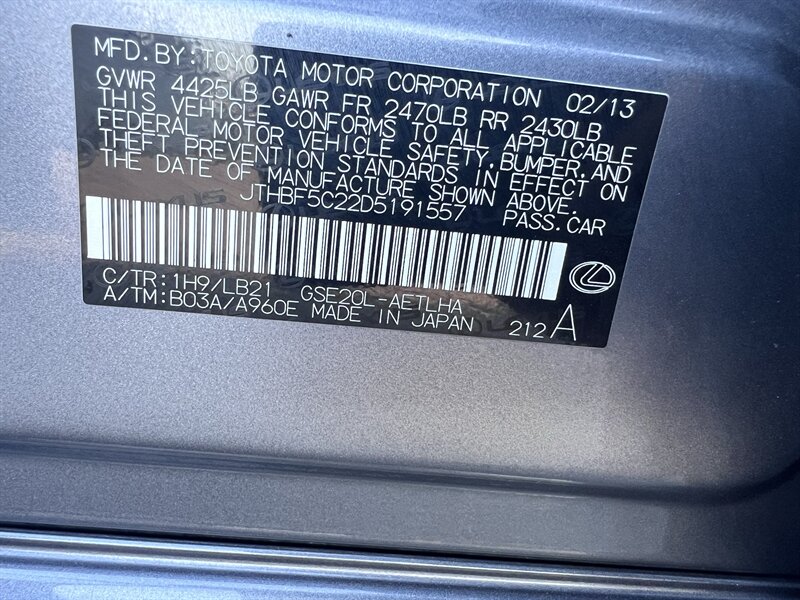 MFD. BY: TOYOTA MOTOR CORPORATION 02/13
GVWR 4425LB GAWR FR 2470LB RR 2430LB
THIS VEHICLE CONFORMS TO ALL APPLICABLE
FEDERAL MOTOR VEHICLE SAFETY, BUMPER, AND
THEFT PREVENTION STANDARDS IN EFFECT ON
THE DATE OF MANUFACTURE SHOWN ABOVE.
JTHBF5C22D5191557 PASS. CAR
C/TR: 1H9/LB21 GSE20L-AETLHA
A/TM: B03A/A960E MADE IN JAPAN 212 A